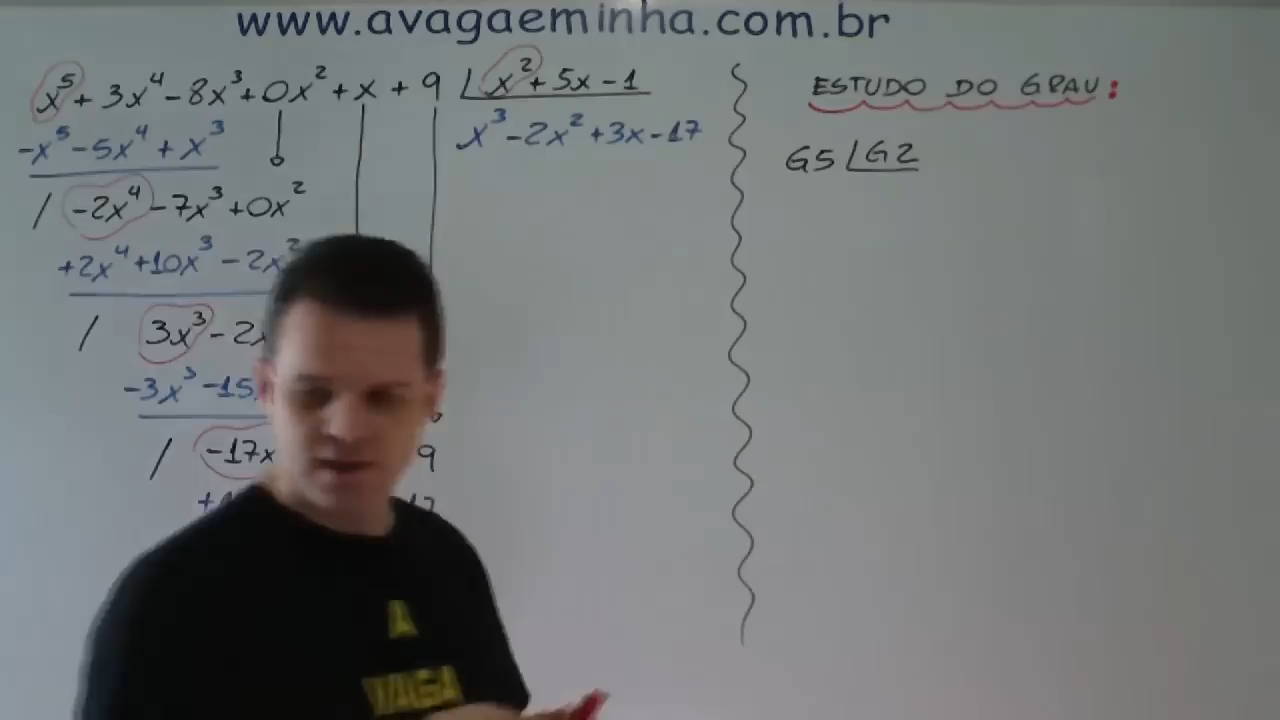 www.avagaeminha.com.br
x⁵ + 3x⁴ - 8x³ + 0x² + x + 9 | x² + 5x - 1
-x⁵ - 5x⁴ + x³
x³ - 2x² + 3x - 17
/ -2x⁴ - 7x³ + 0x²
+2x⁴ + 10x³ - 2x²
/ 3x³ - 2x
-3x³ - 15
/ -17x 9
ESTUDO DO GRAU:
G5 | G2
A
VAGA